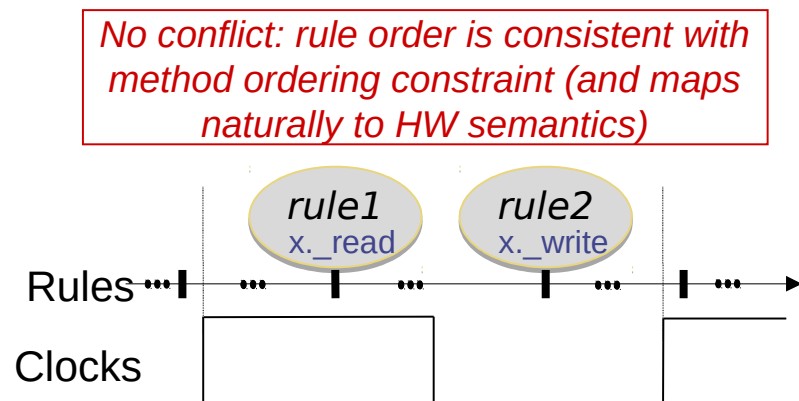 No conflict: rule order is consistent with
method ordering constraint (and maps
naturally to HW semantics)
rule1
x._read
rule2
x._write
Rules
Clocks